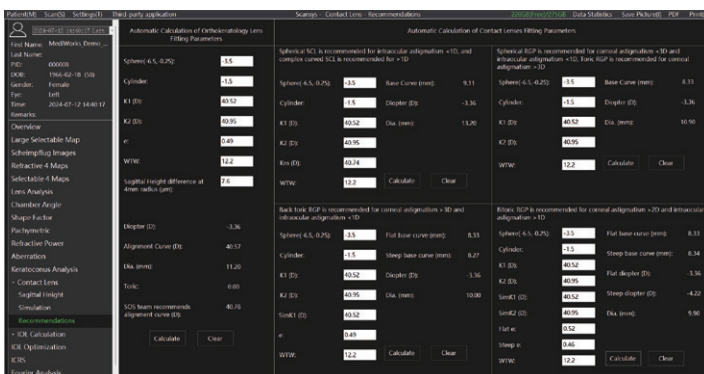 Patient(M) Scan(S) Settings(T) Third-party application Scansys - Contact Lens - Recommendations 220GB(Free)/275GB Data Statistics Save Picture(I) PDF Print
2024-07-12 14:40:17 Left
First Name: MediWorks_Demo_...
Last Name:
PID: 000008
DOB: 1966-02-18 (58)
Gender: Female
Eye: Left
Time: 2024-07-12 14:40:17
Remarks:
Overview
Large Selectable Map
Scheimpflug Images
Refractive 4 Maps
Selectable 4 Maps
Lens Analysis
Chamber Angle
Shape Factor
Pachymetric
Refractive Power
Aberration
Keratoconus Analysis
- Contact Lens
Sagittal Height
Simulation
Recommendations
+ IOL Calculation
IOL Optimization
ICRS
Fourier Analysis
Automatic Calculation of Orthokeratology Lens
Fitting Parameters
Sphere(-6.5,-0.25): -3.5
Cylinder: -1.5
K1 (D): 40.52
K2 (D): 40.95
e: 0.49
WTW: 12.2
Sagittal Height difference at
4mm radius (μm): 7.6
Diopter (D): -3.36
Alignment Curve (D): 40.57
Dia. (mm): 11.20
Toric: 0.00
SOS team recommends
alignment curve (D): 40.70
Calculate Clear
Automatic Calculation of Contact Lenses Fitting Parameters
Spherical SCL is recommended for intraocular astigmatism <1D, and
complex curved SCL is recommended for >1D
Sphere(-6.5,-0.25): -3.5 Base Curve (mm): 9.11
Cylinder: -1.5 Diopter (D): -3.36
K1 (D): 40.52 Dia. (mm): 13.20
K2 (D): 40.95
Km (D): 40.74
WTW: 12.2 Calculate Clear
Spherical RGP is recommended for corneal astigmatism <3D and
intraocular astigmatism <1D, Toric RGP is recommended for corneal
astigmatism >3D
Sphere(-6.5,-0.25): -3.5 Base Curve (mm): 8.33
Cylinder: -1.5 Diopter (D): -3.36
K1 (D): 40.52 Dia. (mm): 10.90
K2 (D): 40.95
WTW: 12.2 Calculate Clear
Back toric RGP is recommended for corneal astigmatism >3D and
intraocular astigmatism <1D
Sphere(-6.5,-0.25): -3.5 Flat base curve (mm): 8.33
Cylinder: -1.5 Steep base curve (mm): 8.27
K1 (D): 40.52 Diopter (D): -3.36
K2 (D): 40.95 Dia. (mm): 10.00
SimK1 (D): 40.52
e: 0.49
WTW: 12.2 Calculate Clear
Bitoric RGP is recommended for corneal astigmatism >2D and intraocular
astigmatism >1D
Sphere(-6.5,-0.25): -3.5 Flat base curve (mm): 8.33
Cylinder: -1.5 Steep base curve (mm): 8.34
K1 (D): 40.52 Flat diopter (D): -3.36
K2 (D): 40.95
SimK1 (D): 40.52 Steep diopter (D): -4.22
SimK2 (D): 40.95 Dia. (mm): 9.90
Flat e: 0.52
Steep e: 0.46
WTW: 12.2 Calculate Clear